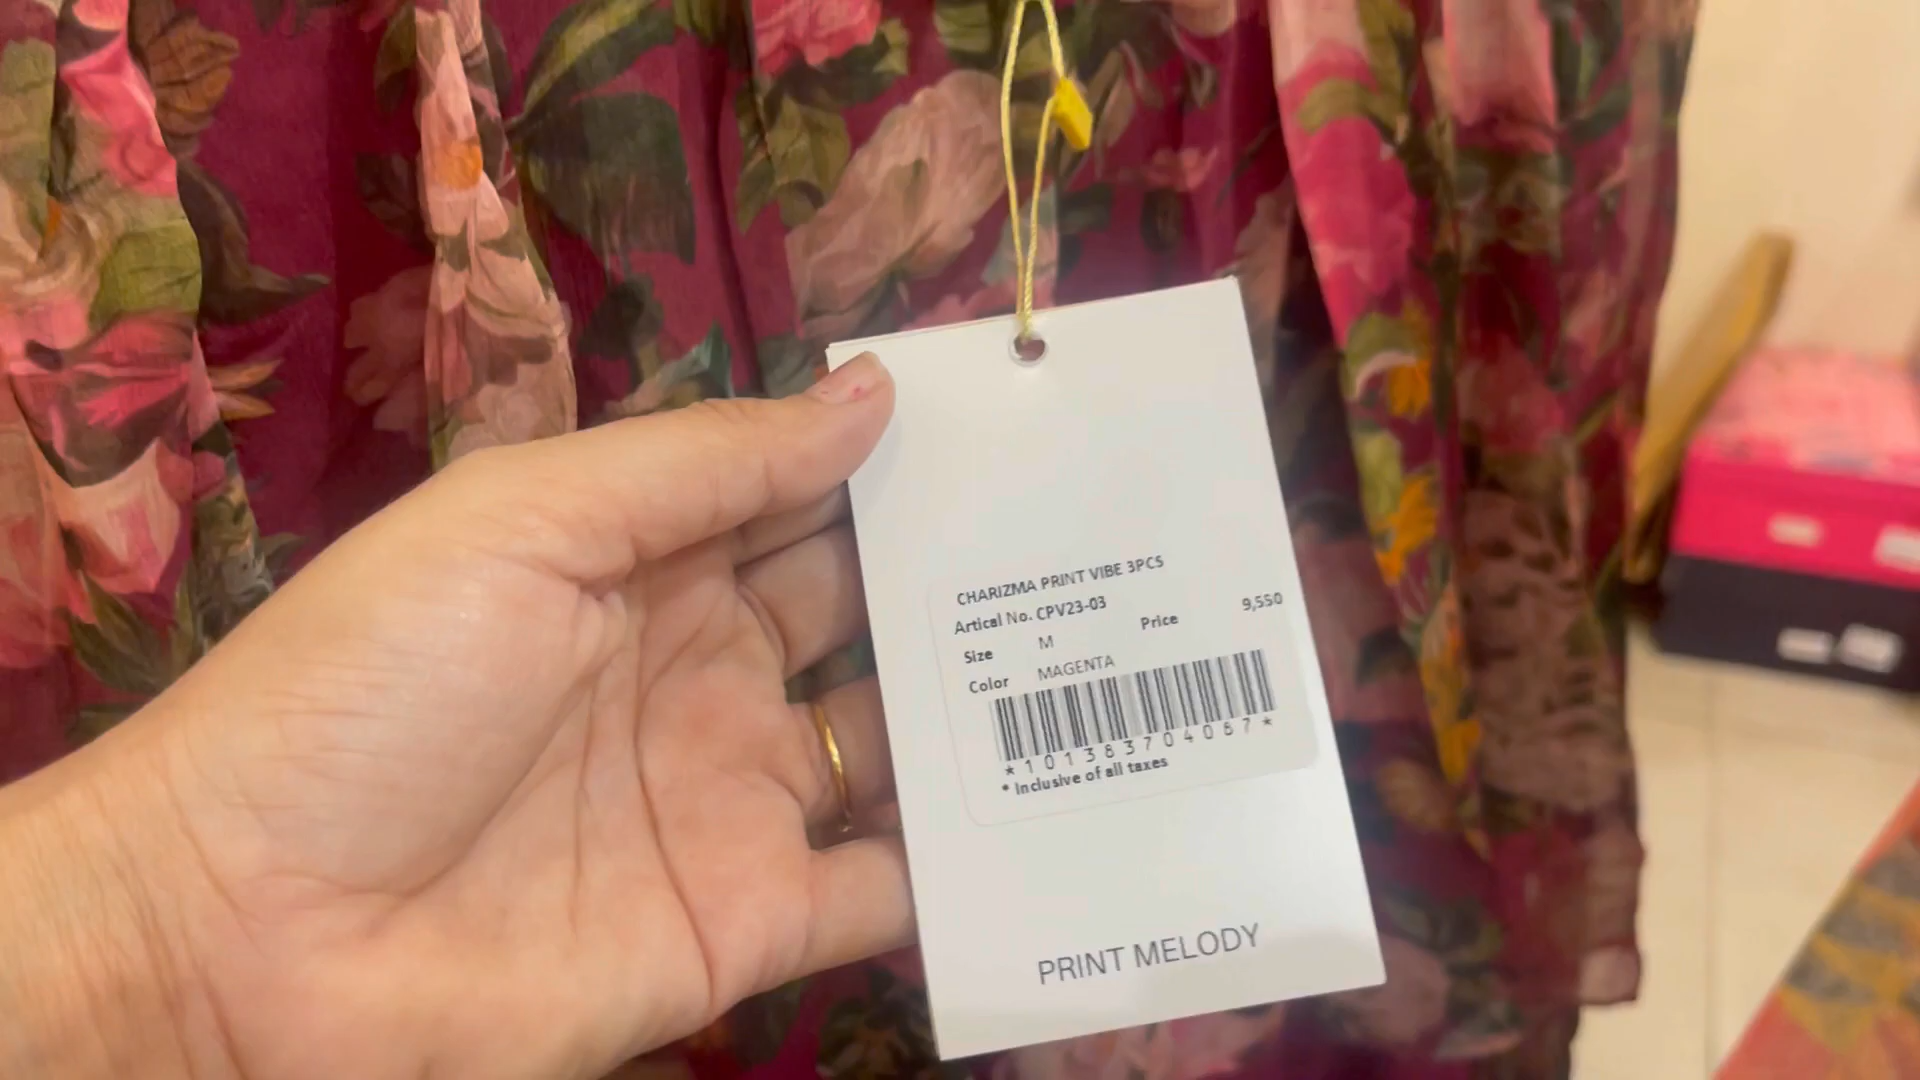 CHARIZMA PRINT VIBE 3PCS
Artical No. CPV23-03
Size M Price 9,550
Color MAGENTA
*101383704087*
* Inclusive of all taxes
PRINT MELODY